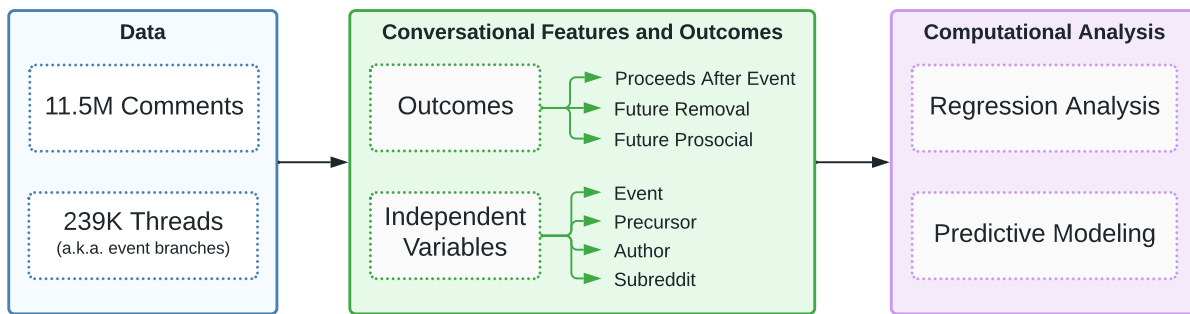 Data
11.5M Comments
239K Threads
(a.k.a. event branches)
Conversational Features and Outcomes
Outcomes
Proceeds After Event
Future Removal
Future Prosocial
Independent
Variables
Event
Precursor
Author
Subreddit
Computational Analysis
Regression Analysis
Predictive Modeling